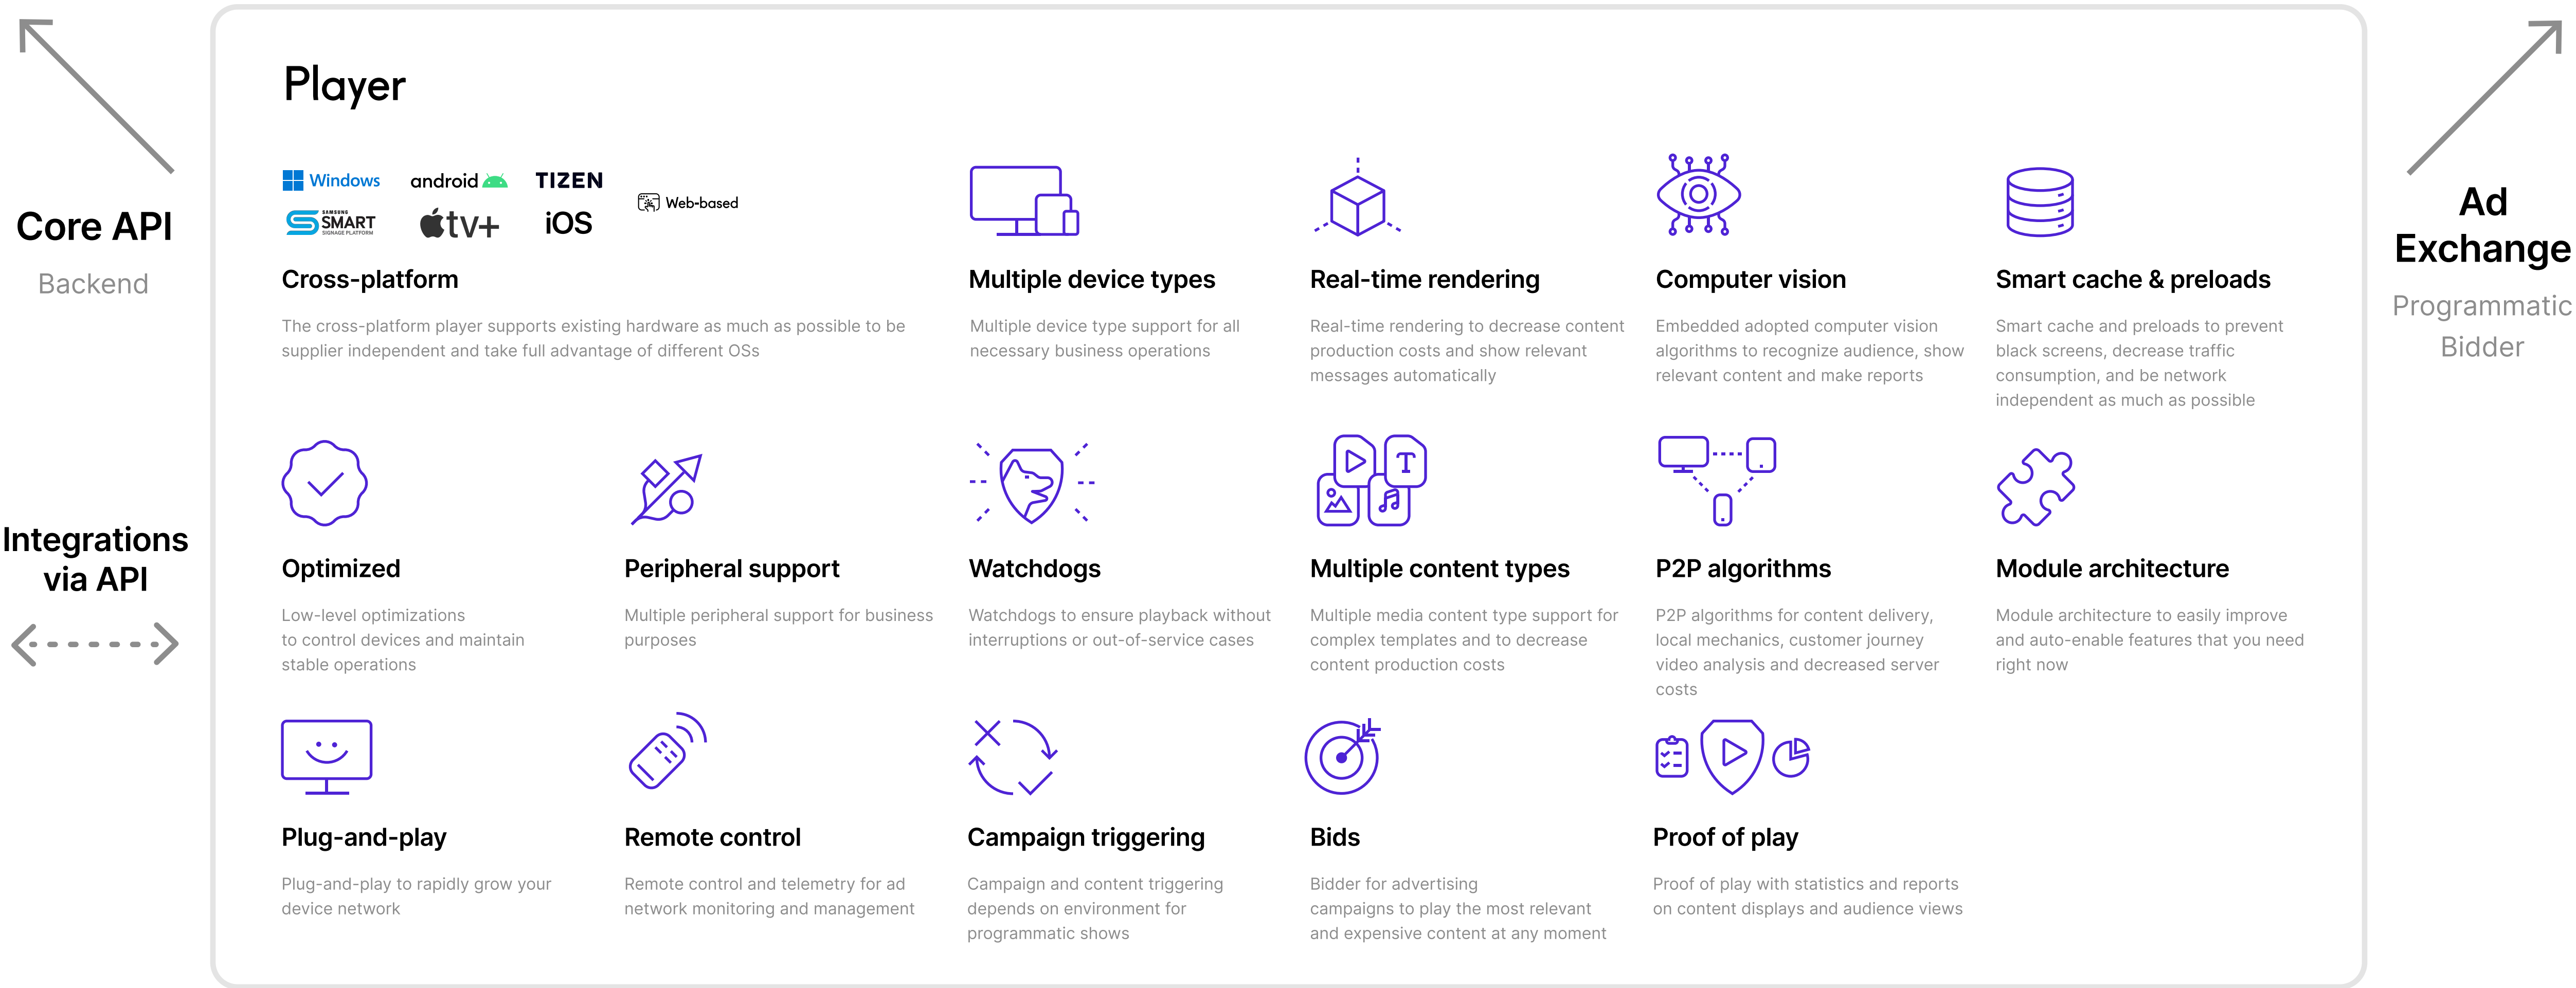 Player
Core API
Backend
Integrations
via API
Windows
android
TIZEN
SAMSUNG
SMART
SIGNAGE PLATFORM
tv+
iOS
Web-based
Cross-platform
The cross-platform player supports existing hardware as much as possible to be
supplier independent and take full advantage of different OSs
Multiple device types
Multiple device type support for all
necessary business operations
Real-time rendering
Real-time rendering to decrease content
production costs and show relevant
messages automatically
Computer vision
Embedded adopted computer vision
algorithms to recognize audience, show
relevant content and make reports
Smart cache & preloads
Smart cache and preloads to prevent
black screens, decrease traffic
consumption, and be network
independent as much as possible
Optimized
Low-level optimizations
to control devices and maintain
stable operations
Peripheral support
Multiple peripheral support for business
purposes
Watchdogs
Watchdogs to ensure playback without
interruptions or out-of-service cases
T
Multiple content types
Multiple media content type support for
complex templates and to decrease
content production costs
P2P algorithms
P2P algorithms for content delivery,
local mechanics, customer journey
video analysis and decreased server
costs
Module architecture
Module architecture to easily improve
and auto-enable features that you need
right now
Plug-and-play
Plug-and-play to rapidly grow your
device network
Remote control
Remote control and telemetry for ad
network monitoring and management
Campaign triggering
Campaign and content triggering
depends on environment for
programmatic shows
Bids
Bidder for advertising
campaigns to play the most relevant
and expensive content at any moment
Proof of play
Proof of play with statistics and reports
on content displays and audience views
Ad
Exchange
Programmatic
Bidder